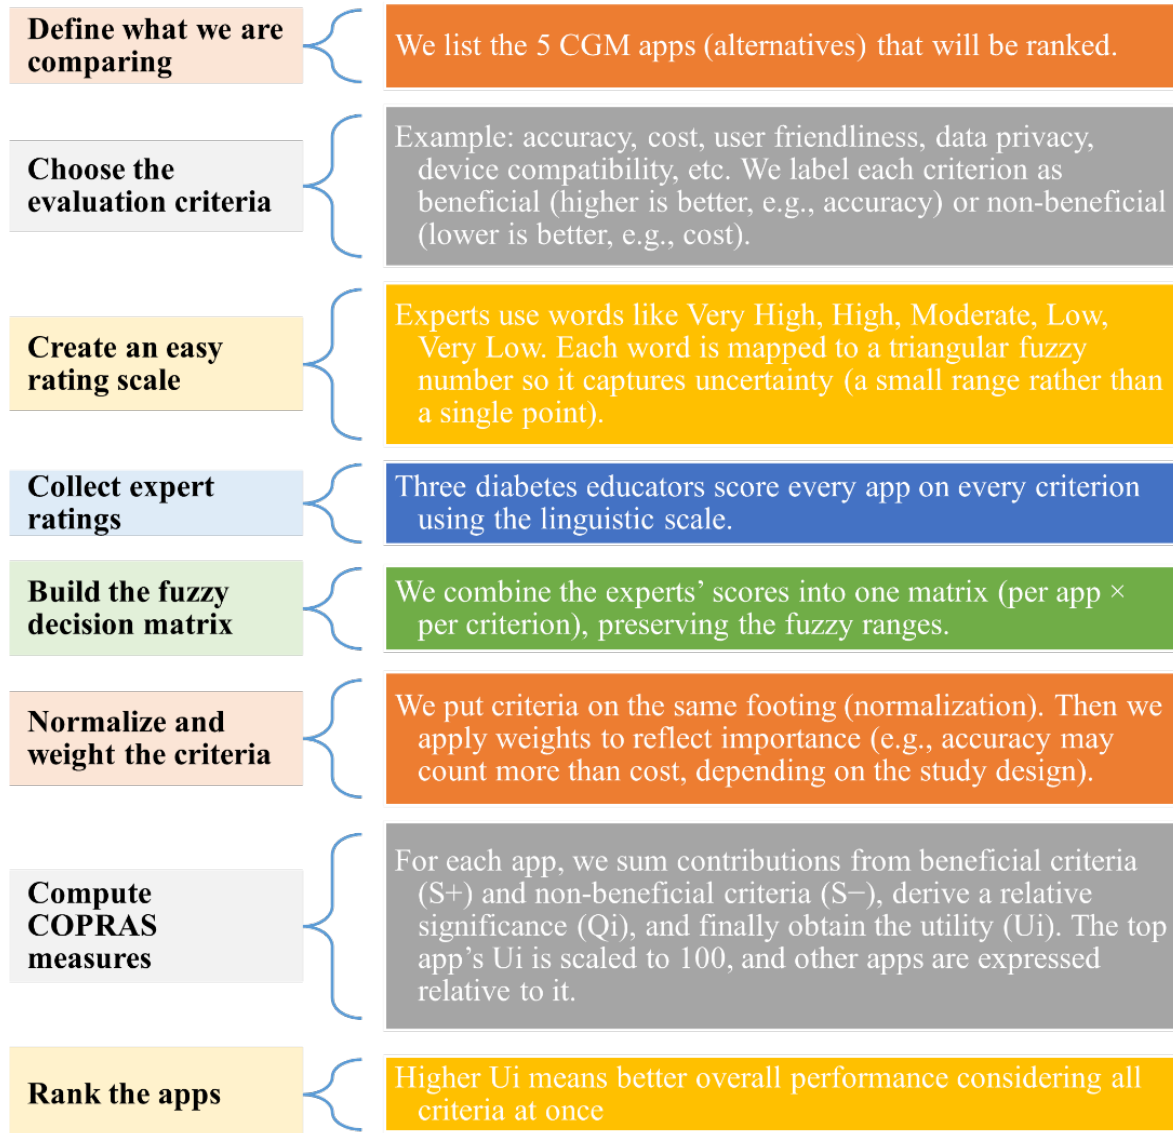 Define what we are
comparing
We list the 5 CGM apps (alternatives) that will be ranked.
Choose the
evaluation criteria
Example: accuracy, cost, user friendliness, data privacy,
device compatibility, etc. We label each criterion as
beneficial (higher is better, e.g., accuracy) or non-beneficial
(lower is better, e.g., cost).
Create an easy
rating scale
Experts use words like Very High, High, Moderate, Low,
Very Low. Each word is mapped to a triangular fuzzy
number so it captures uncertainty (a small range rather than
a single point).
Collect expert
ratings
Three diabetes educators score every app on every criterion
using the linguistic scale.
Build the fuzzy
decision matrix
We combine the experts’ scores into one matrix (per app ×
per criterion), preserving the fuzzy ranges.
Normalize and
weight the criteria
We put criteria on the same footing (normalization). Then we
apply weights to reflect importance (e.g., accuracy may
count more than cost, depending on the study design).
Compute
COPRAS
measures
For each app, we sum contributions from beneficial criteria
(S+) and non-beneficial criteria (S−), derive a relative
significance (Qi), and finally obtain the utility (Ui). The top
app’s Ui is scaled to 100, and other apps are expressed
relative to it.
Rank the apps
Higher Ui means better overall performance considering all
criteria at once